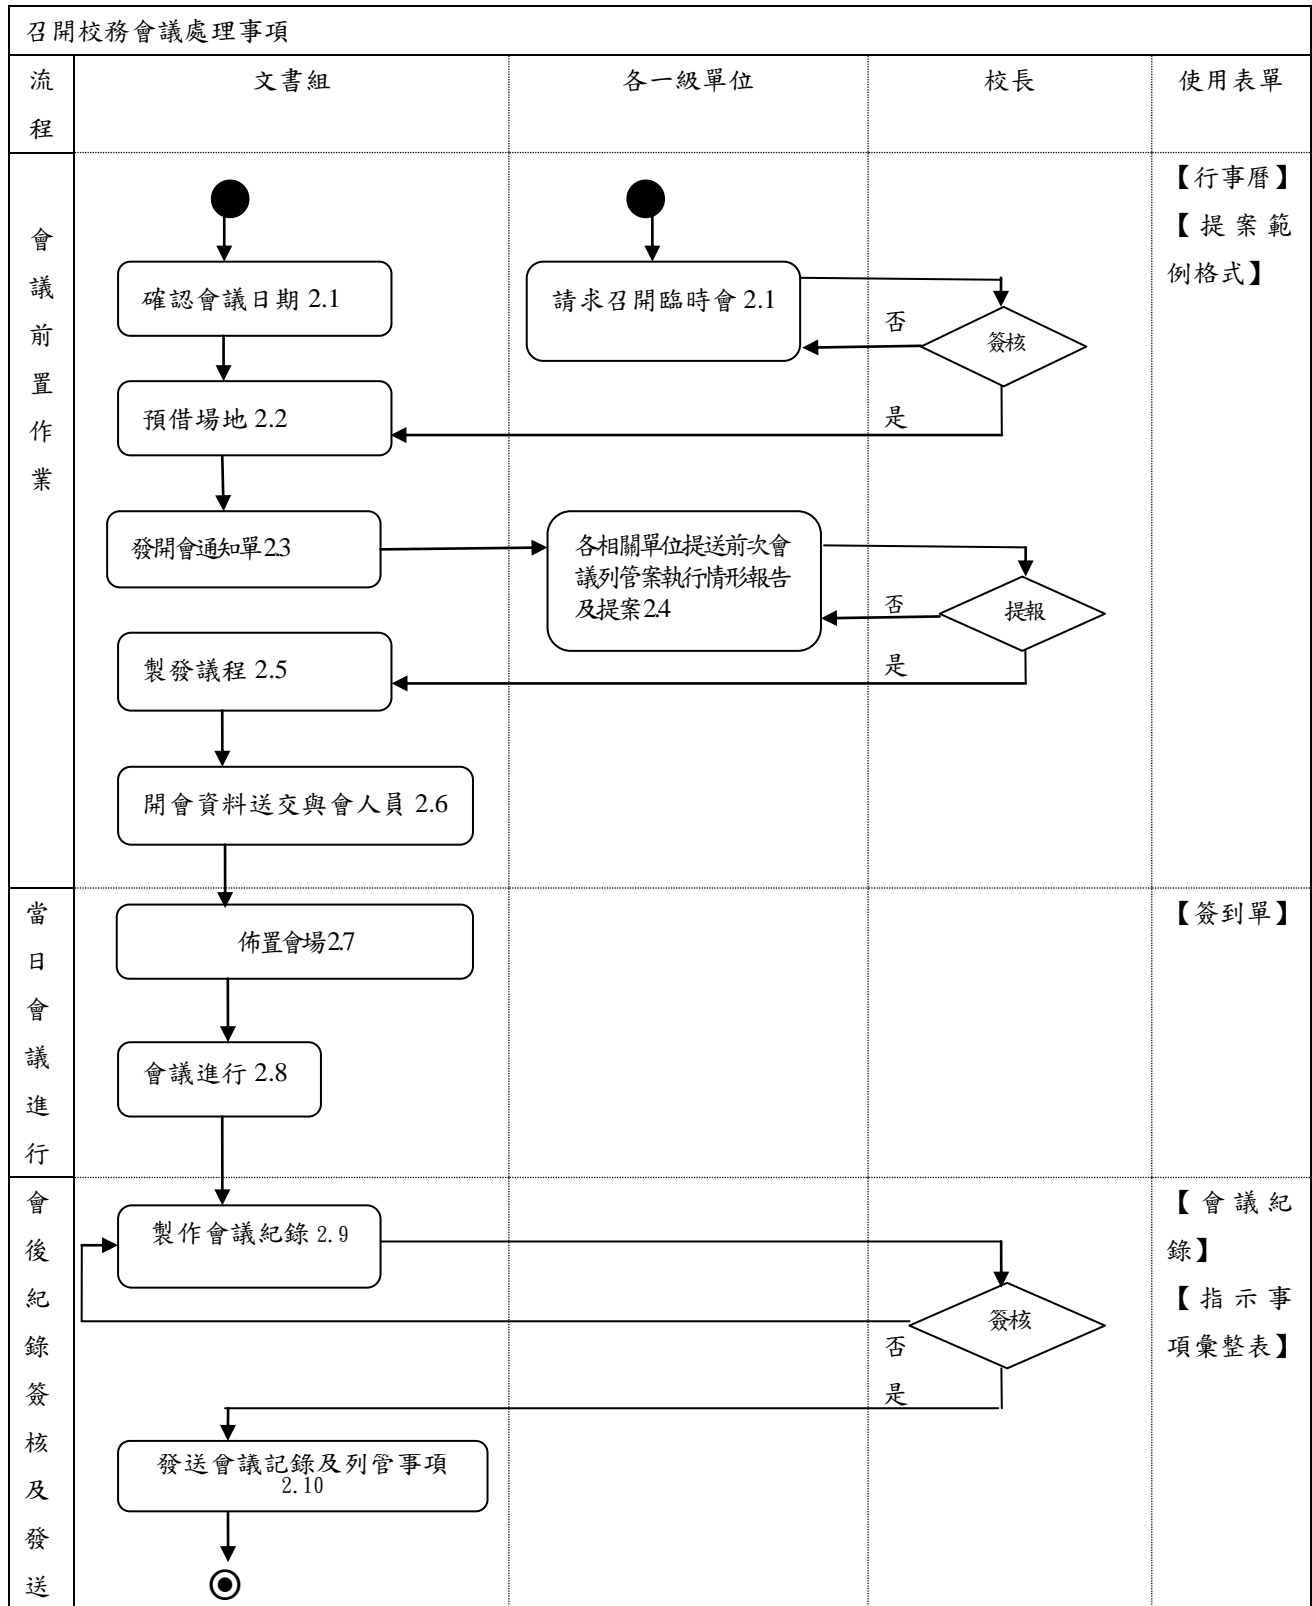 召開校務會議處理事項
流程
文書組
各一級單位
校長
使用表單
會議前置作業
確認會議日期 2.1
請求召開臨時會 2.1
簽核
否
是
預借場地 2.2
發開會通知單2.3
各相關單位提送前次會
議列管案執行情形報告
及提案2.4
提報
否
是
製發議程 2.5
開會資料送交與會人員 2.6
【行事曆】
【提案範
例格式】
當日會議進行
佈置會場2.7
會議進行 2.8
【簽到單】
會後紀錄簽核及發送
製作會議紀錄 2.9
簽核
否
是
發送會議記錄及列管事項
2.10
【會議紀
錄】
【指示事
項彙整表】